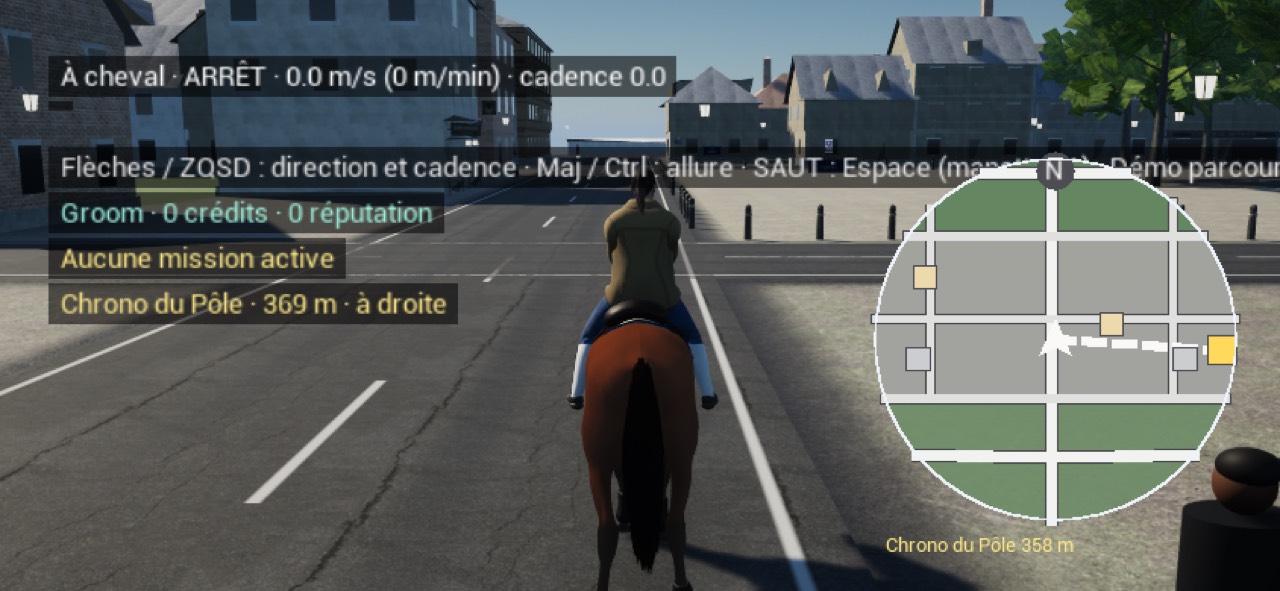 À cheval · ARRÊT · 0.0 m/s (0 m/min) · cadence 0.0
Flèches / ZQSD : direction et cadence · Maj / Ctrl : allure · SAUT · Espace Démo
Groom · 0 crédits · 0 réputation
Aucune mission active
Chrono du Pôle · 369 m · à droite
N
Chrono du Pôle 358 m